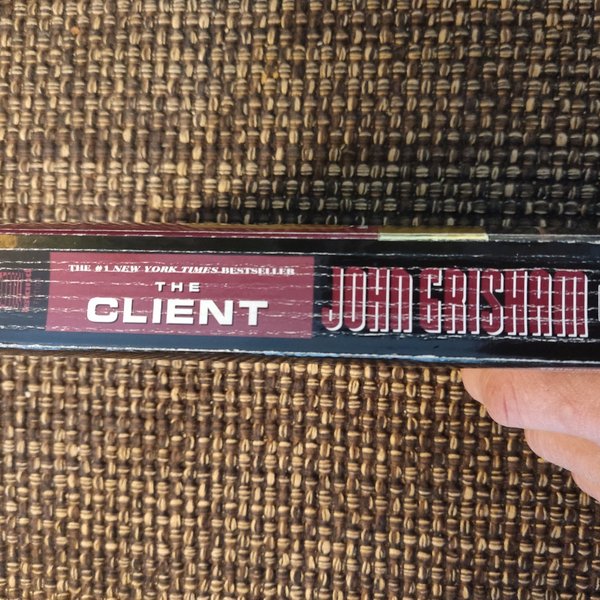 THE #1 NEW YORK TIMES BESTSELLER
THE
CLIENT
JOHN GRISHAM